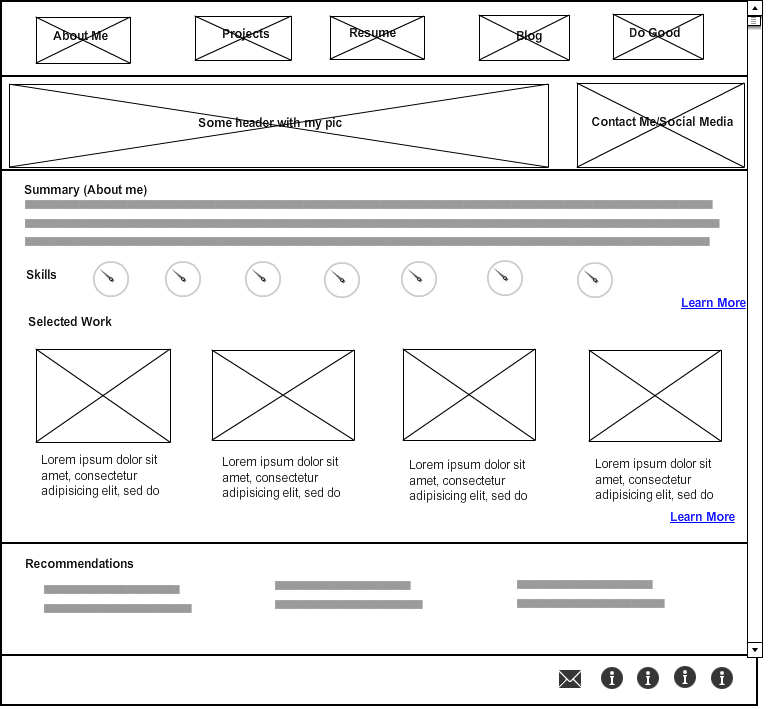 About Me
Projects
Resume
Blog
Do Good
Some header with my pic
Contact Me/Social Media
Summary (About me)
Skills
Learn More
Selected Work
Lorem ipsum dolor sit
amet, consectetur
adipisicing elit, sed do
Lorem ipsum dolor sit
amet, consectetur
adipisicing elit, sed do
Lorem ipsum dolor sit
amet, consectetur
adipisicing elit, sed do
Lorem ipsum dolor sit
amet, consectetur
adipisicing elit, sed do
Learn More
Recommendations